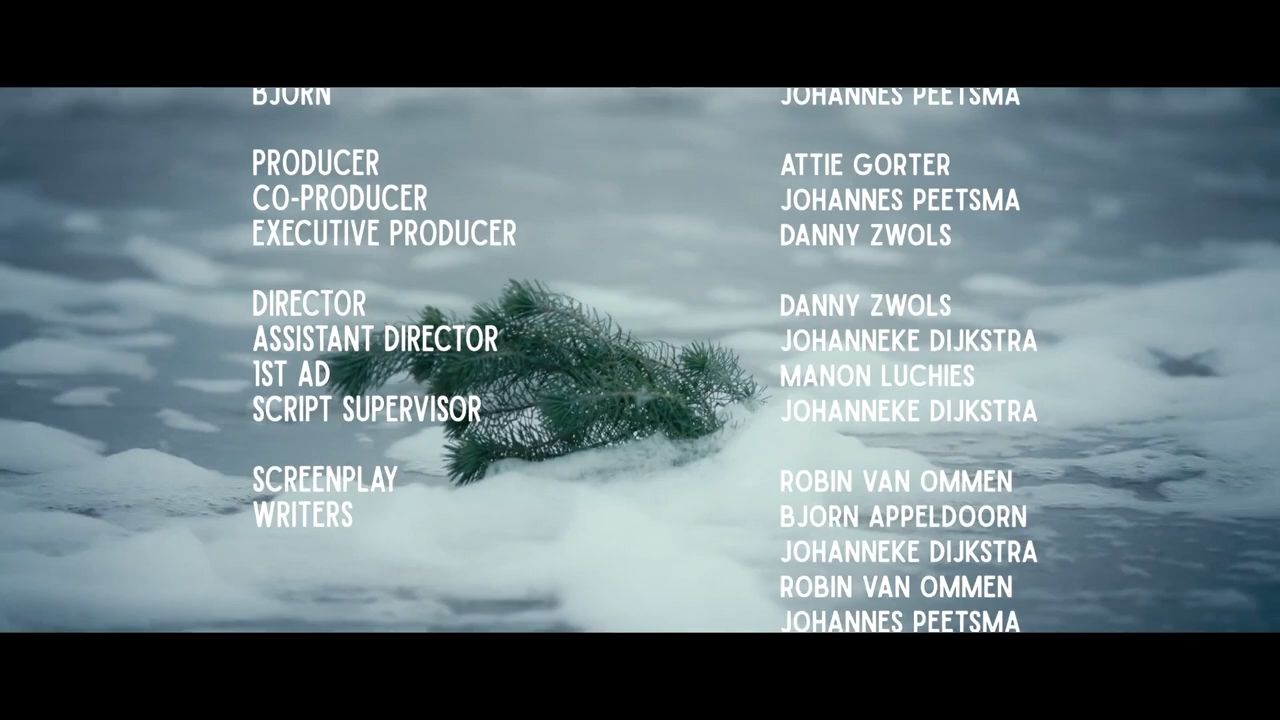 BJORN JOHANNES PEETSMA
PRODUCER ATTIE GORTER
CO-PRODUCER JOHANNES PEETSMA
EXECUTIVE PRODUCER DANNY ZWOLS
DIRECTOR DANNY ZWOLS
ASSISTANT DIRECTOR JOHANNEKE DIJKSTRA
1ST AD MANON LUCHIES
SCRIPT SUPERVISOR JOHANNEKE DIJKSTRA
SCREENPLAY ROBIN VAN OMMEN
WRITERS BJORN APPELDOORN
JOHANNEKE DIJKSTRA
ROBIN VAN OMMEN
JOHANNES PEETSMA